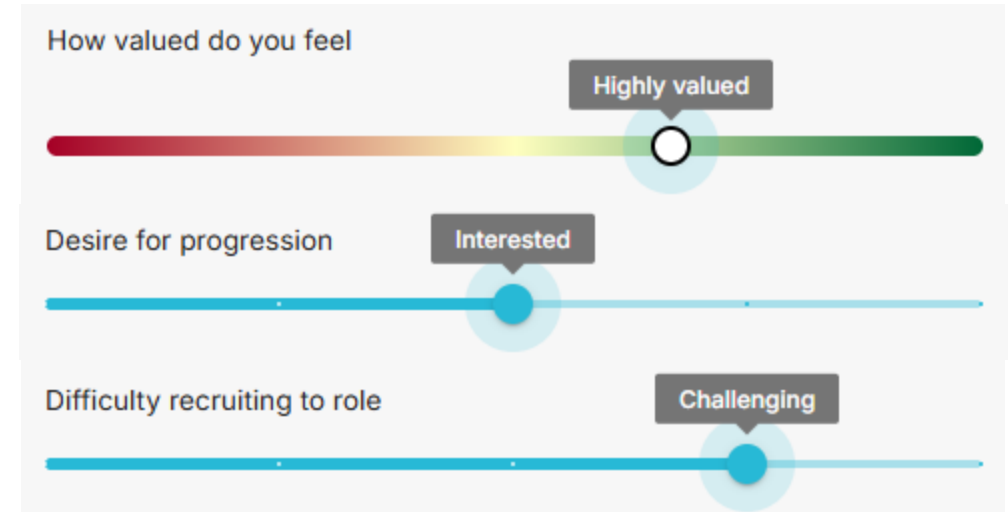 How valued do you feel
Highly valued
Desire for progression
Interested
Difficulty recruiting to role
Challenging